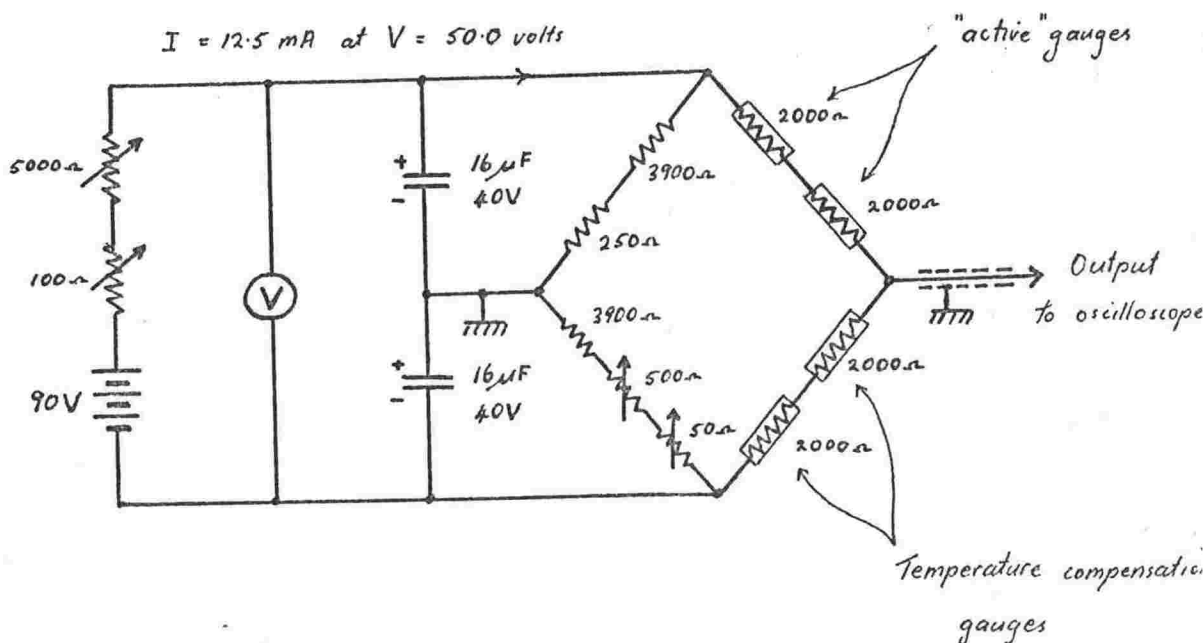 I = 12.5 mA at V = 50.0 volts
"active" gauges
5000Ω
100Ω
90V
V
+
-
16μF
40V
+
-
16μF
40V
3900Ω
250Ω
3900Ω
500Ω
50Ω
2000Ω
2000Ω
2000Ω
2000Ω
Output
to oscilloscope
Temperature compensatio
gauges